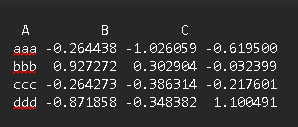 A B C
aaa -0.264438 -1.026059 -0.619500
bbb 0.927272 0.302904 -0.032399
ccc -0.264273 -0.386314 -0.217601
ddd -0.871858 -0.348382 1.100491